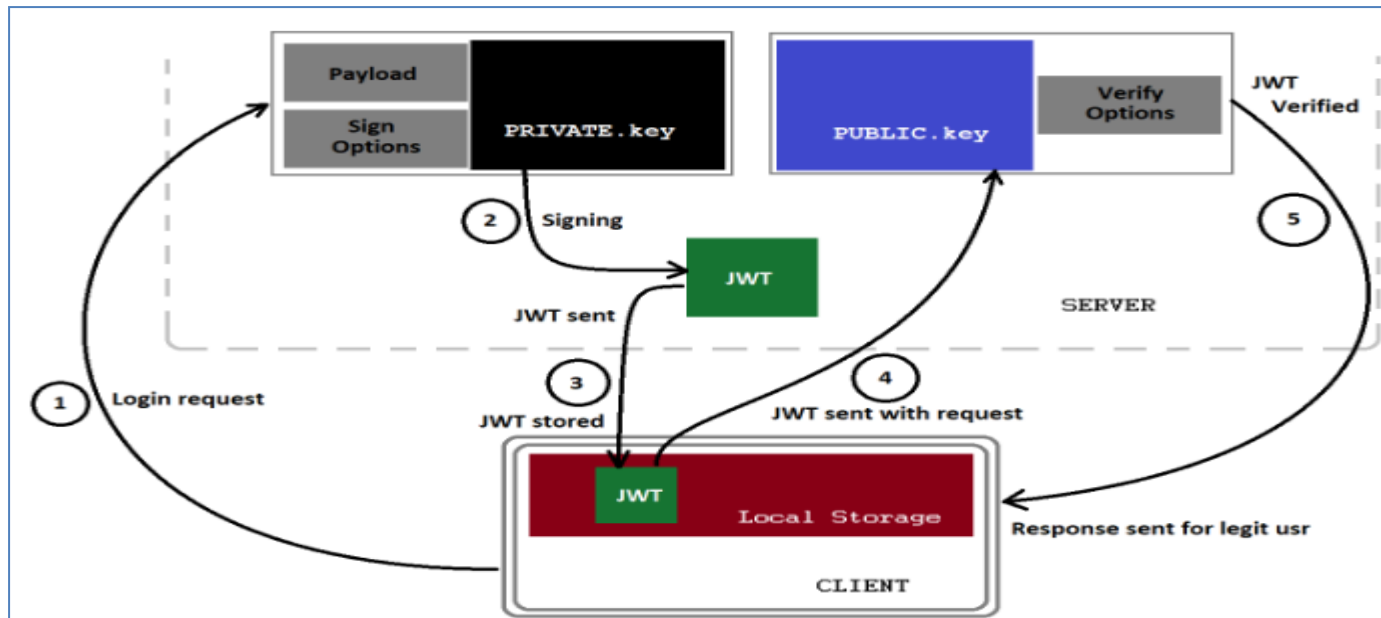 Payload
Sign
Options
PRIVATE.key
PUBLIC.key
Verify
Options
JWT
Verified
2
Signing
5
JWT
SERVER
JWT sent
3
4
1
Login request
JWT stored
JWT sent with request
JWT
Local Storage
Response sent for legit usr
CLIENT